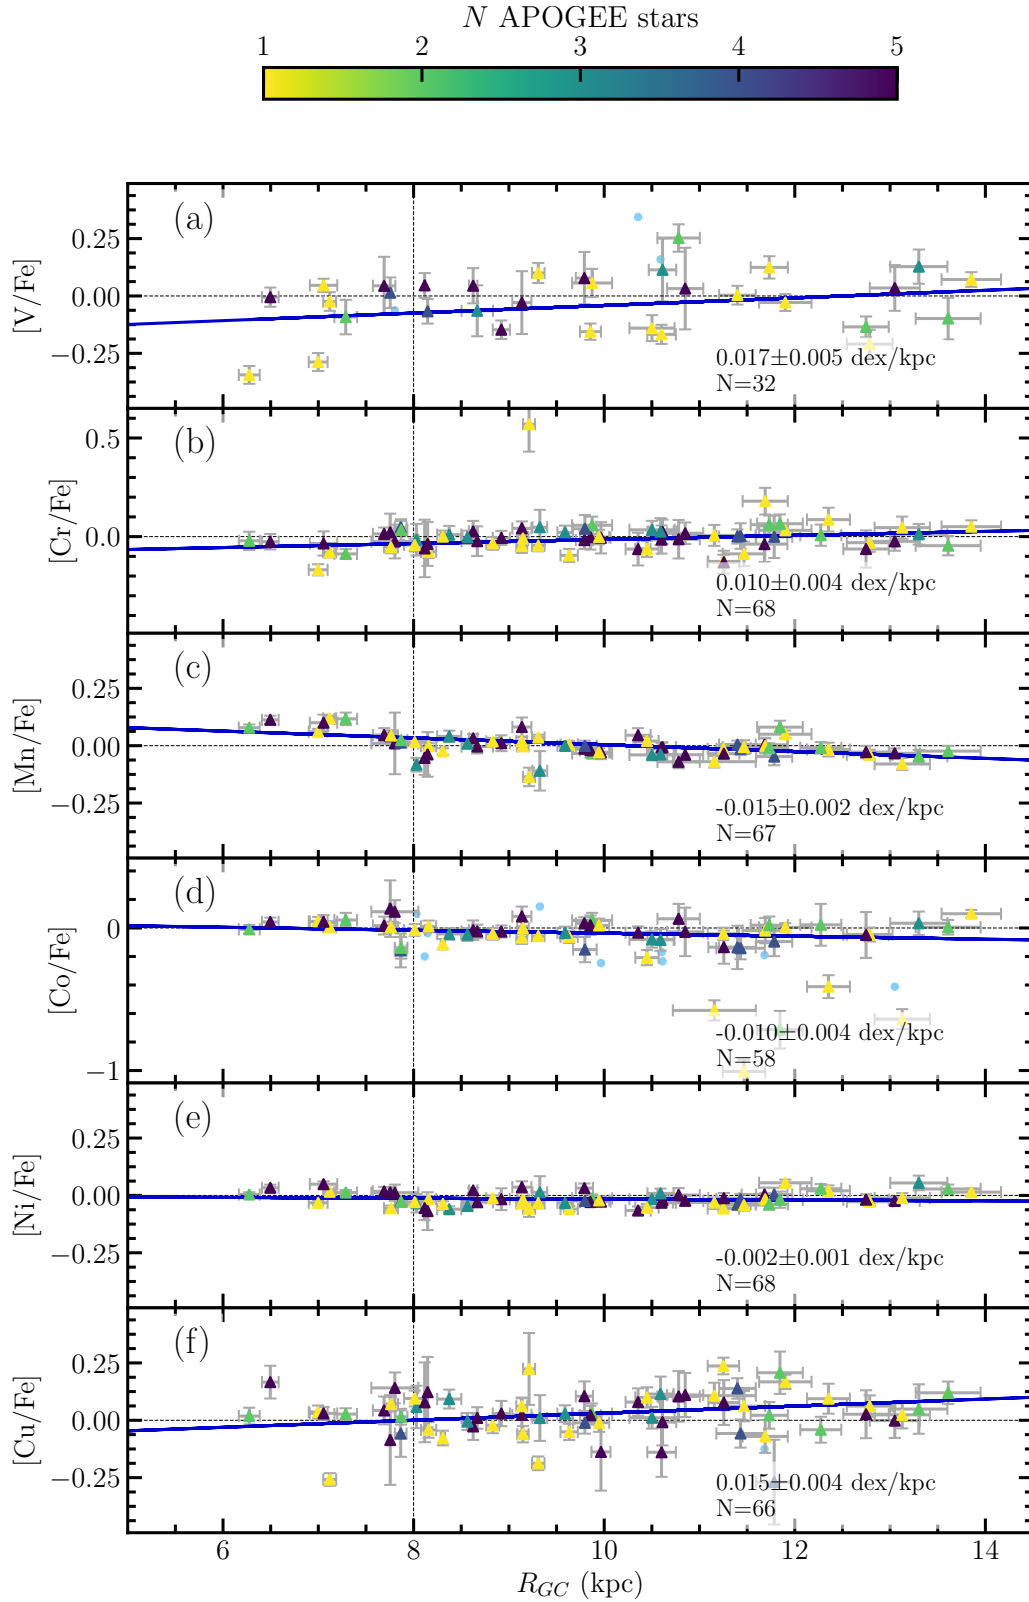 N APOGEE stars
1 2 3 4 5
(a)
[V/Fe]
0.25
0.00
−0.25
0.017±0.005 dex/kpc
N=32
(b)
[Cr/Fe]
0.5
0.0
0.010±0.004 dex/kpc
N=68
(c)
[Mn/Fe]
0.25
0.00
−0.25
-0.015±0.002 dex/kpc
N=67
(d)
[Co/Fe]
0
−1
-0.010±0.004 dex/kpc
N=58
(e)
[Ni/Fe]
0.25
0.00
−0.25
-0.002±0.001 dex/kpc
N=68
(f)
[Cu/Fe]
0.25
0.00
−0.25
0.015±0.004 dex/kpc
N=66
6 8 10 12 14
R_{GC} (kpc)